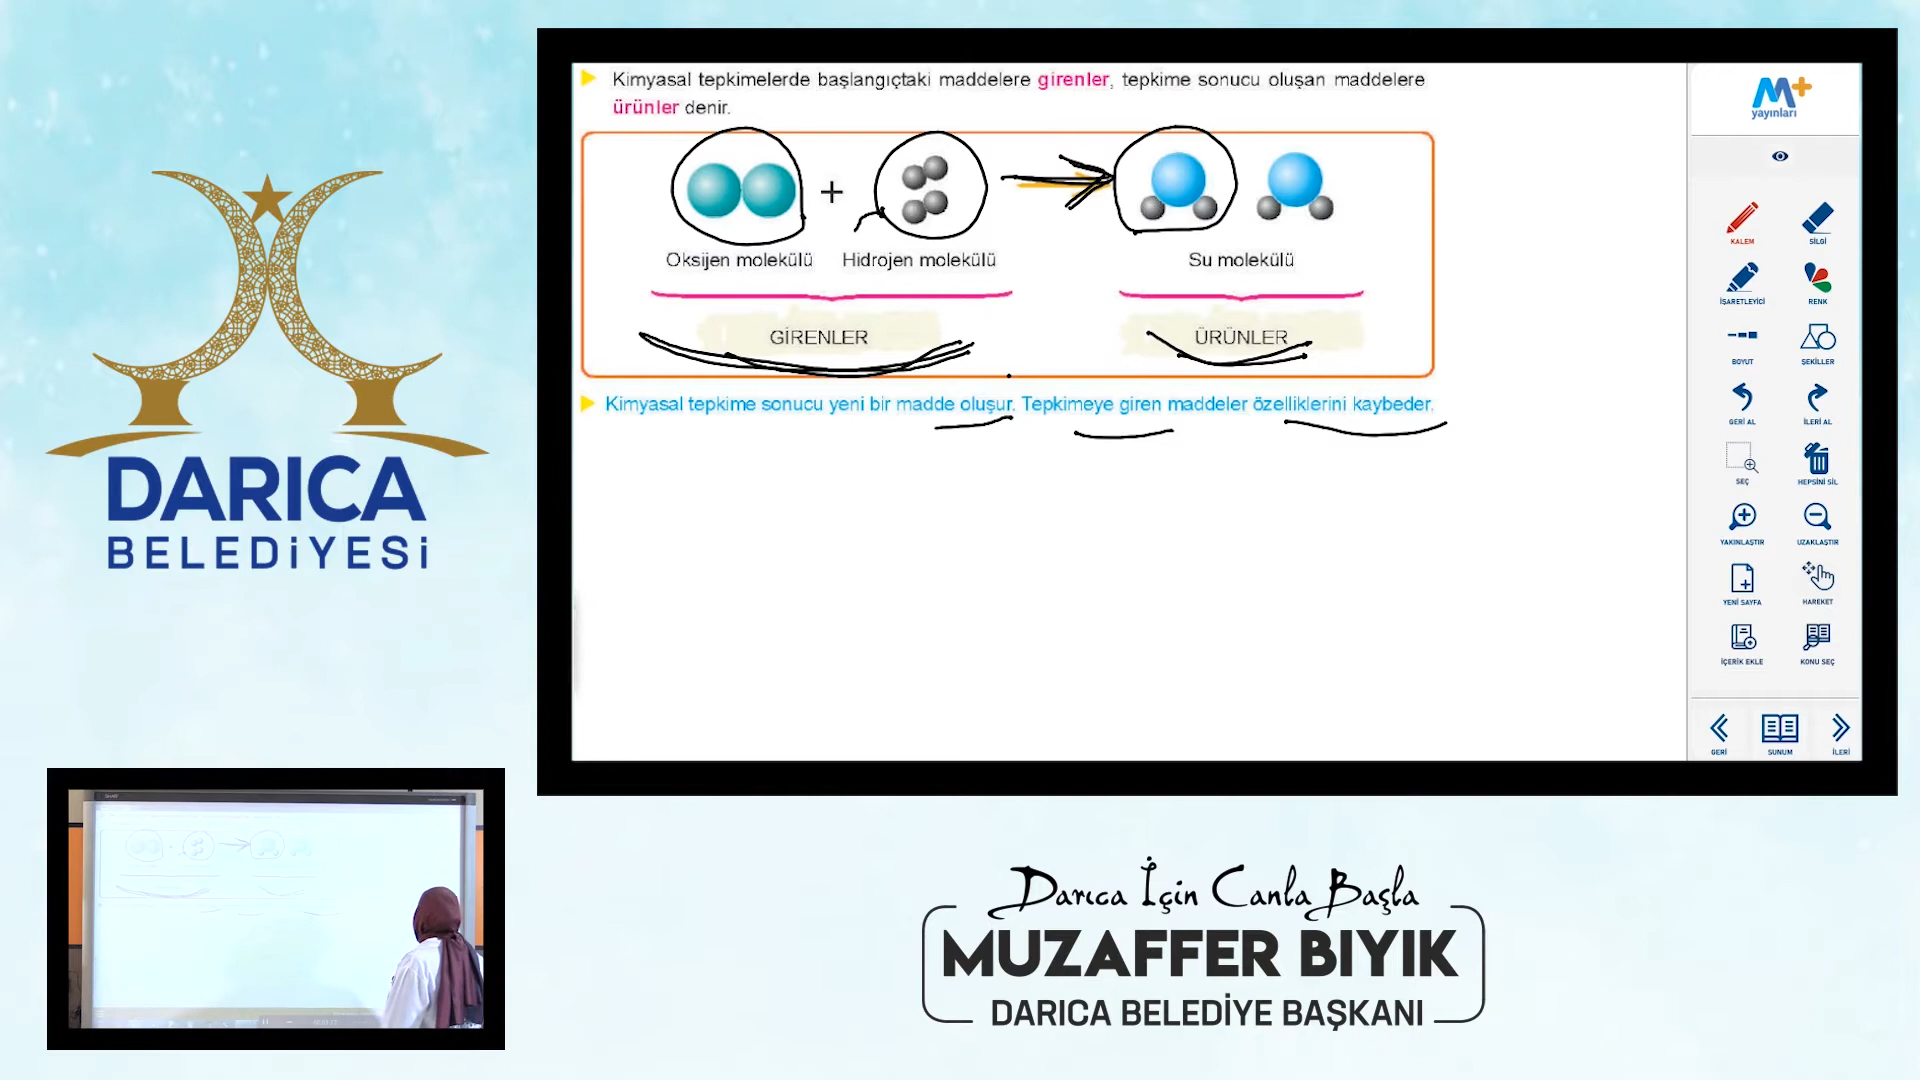 Kimyasal tepkimelerde başlangıçtaki maddelere girenler, tepkime sonucu oluşan maddelere
ürünler denir.
+
Oksijen molekülü
Hidrojen molekülü
Su molekülü
GİRENLER
ÜRÜNLER
Kimyasal tepkime sonucu yeni bir madde oluşur. Tepkimeye giren maddeler özelliklerini kaybeder.
M+
yayınları
KALEM
SİLGİ
İŞARETLEYİCİ
RENK
BOYUT
ŞEKİLLER
GERİ AL
İLERİ AL
SEÇ
HEPSİNİ SİL
YAKINLAŞTIR
UZAKLAŞTIR
YENİ SAYFA
HAREKET
İÇERİK EKLE
KONU SEÇ
GERİ
SUNUM
İLERİ
DARICA
BELEDİYESİ
Darıca İçin Canla Başla
MUZAFFER BIYIK
DARICA BELEDİYE BAŞKANI